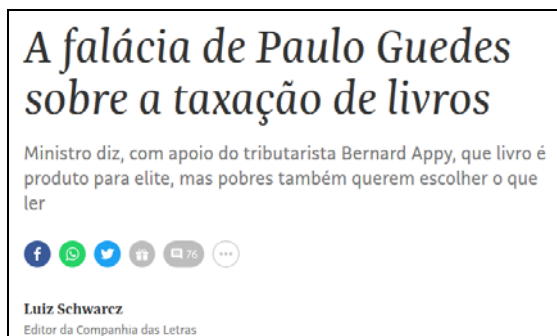 A falácia de Paulo Guedes
sobre a taxação de livros
Ministro diz, com apoio do tributarista Bernard Appy, que livro é
produto para elite, mas pobres também querem escolher o que
ler
76
Luiz Schwarcz
Editor da Companhia das Letras